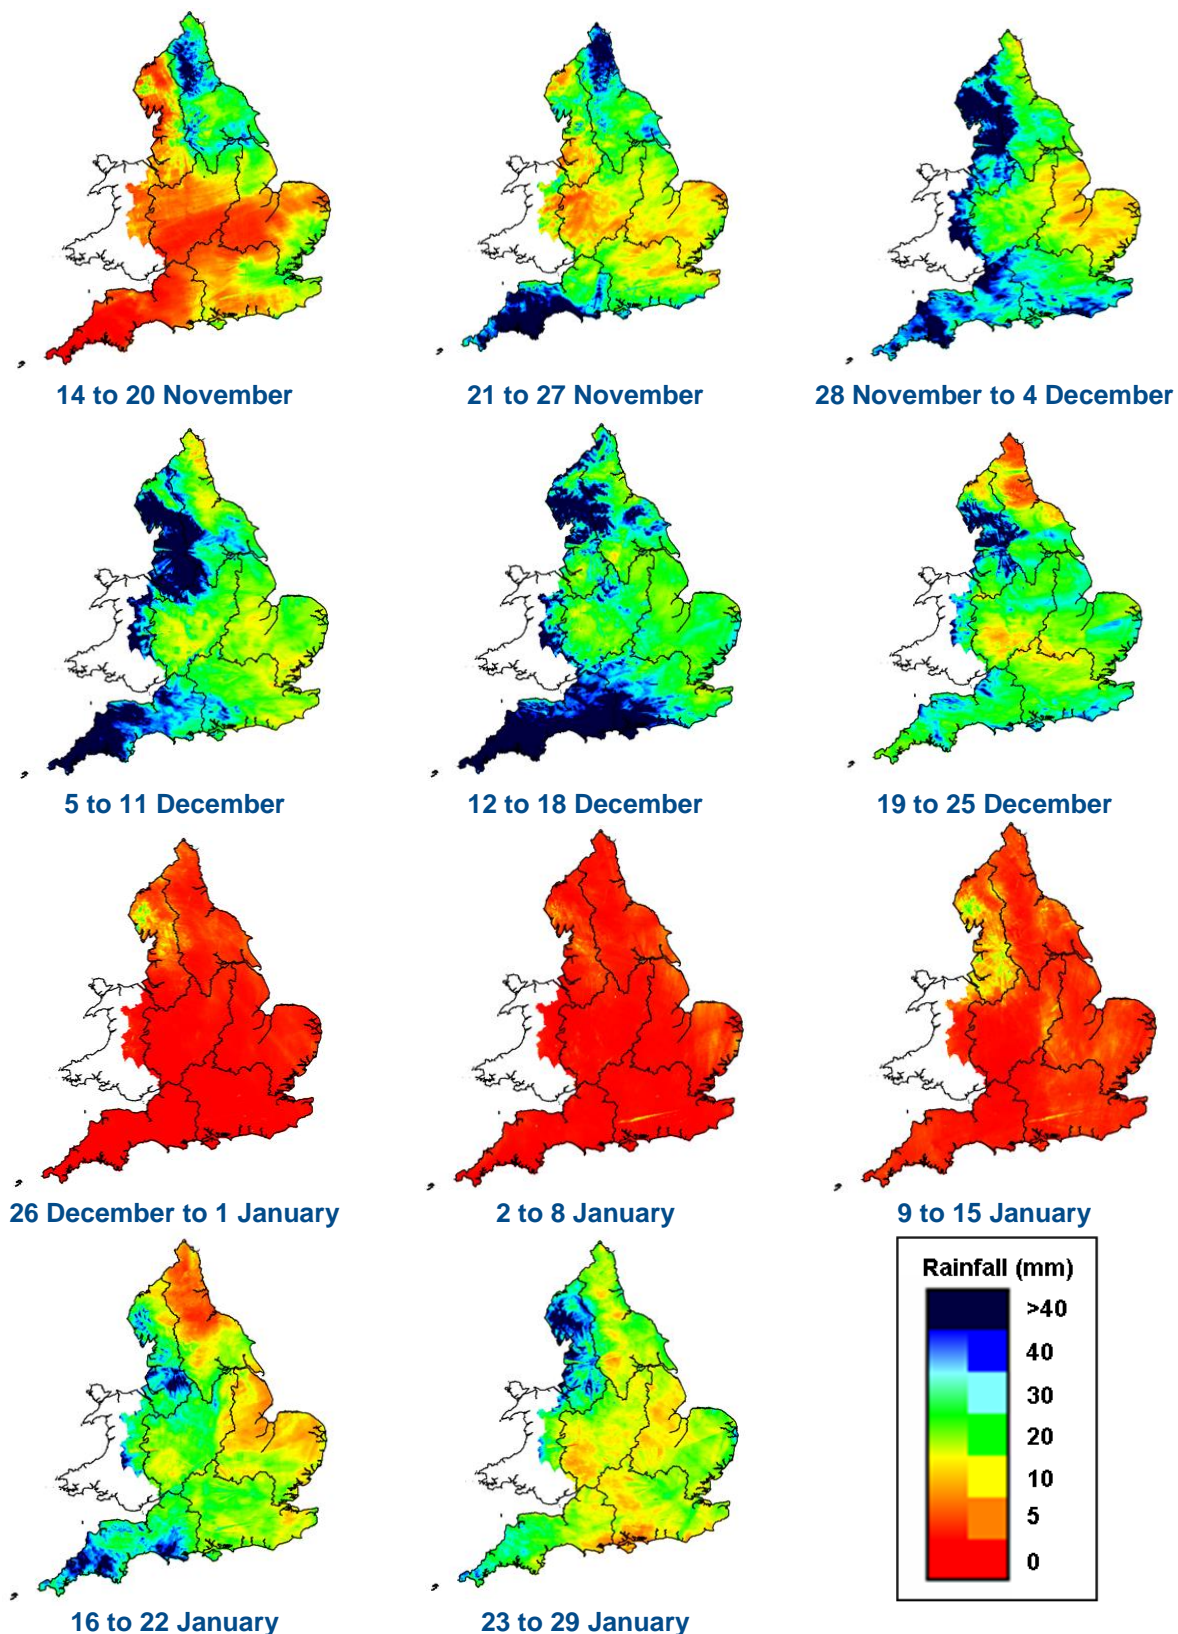 14 to 20 November
21 to 27 November
28 November to 4 December
5 to 11 December
12 to 18 December
19 to 25 December
26 December to 1 January
2 to 8 January
9 to 15 January
Rainfall (mm)
>40
40
30
20
10
5
0
16 to 22 January
23 to 29 January